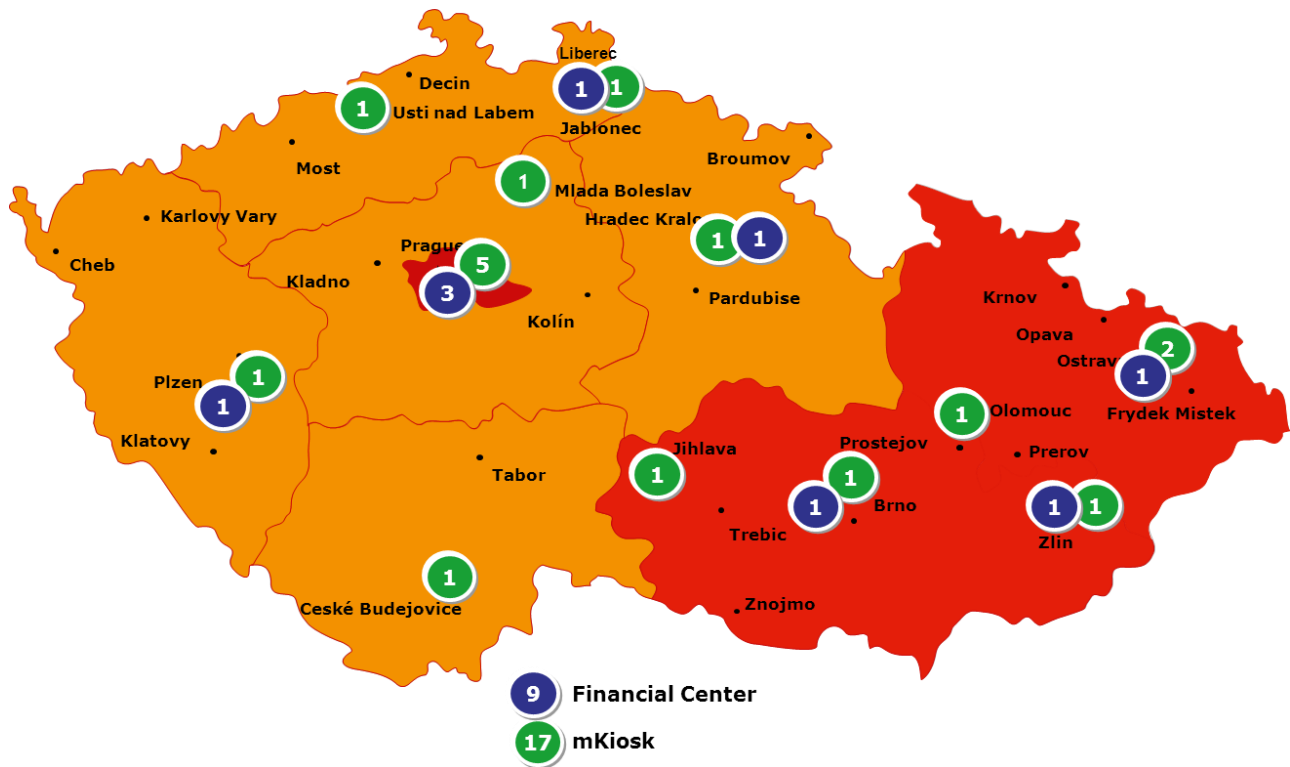 Liberec
1 1
Decin
1
Usti nad Labem
Jablonec
Broumov
Most
1
Mlada Boleslav
Karlovy Vary
Hradec Kralo
1 1
Prague
Cheb
5
Kladno
3
Pardubise
Krnov
Kolín
Opava
Ostrav
2
1
Plzen
1
1
Frydek Mistek
1
Olomouc
Klatovy
Jihlava
Prostejov
Prerov
1
Tabor
1
1
Brno
1 1
Trebic
Zlin
1
Ceské Budejovice
Znojmo
9 Financial Center
17 mKiosk